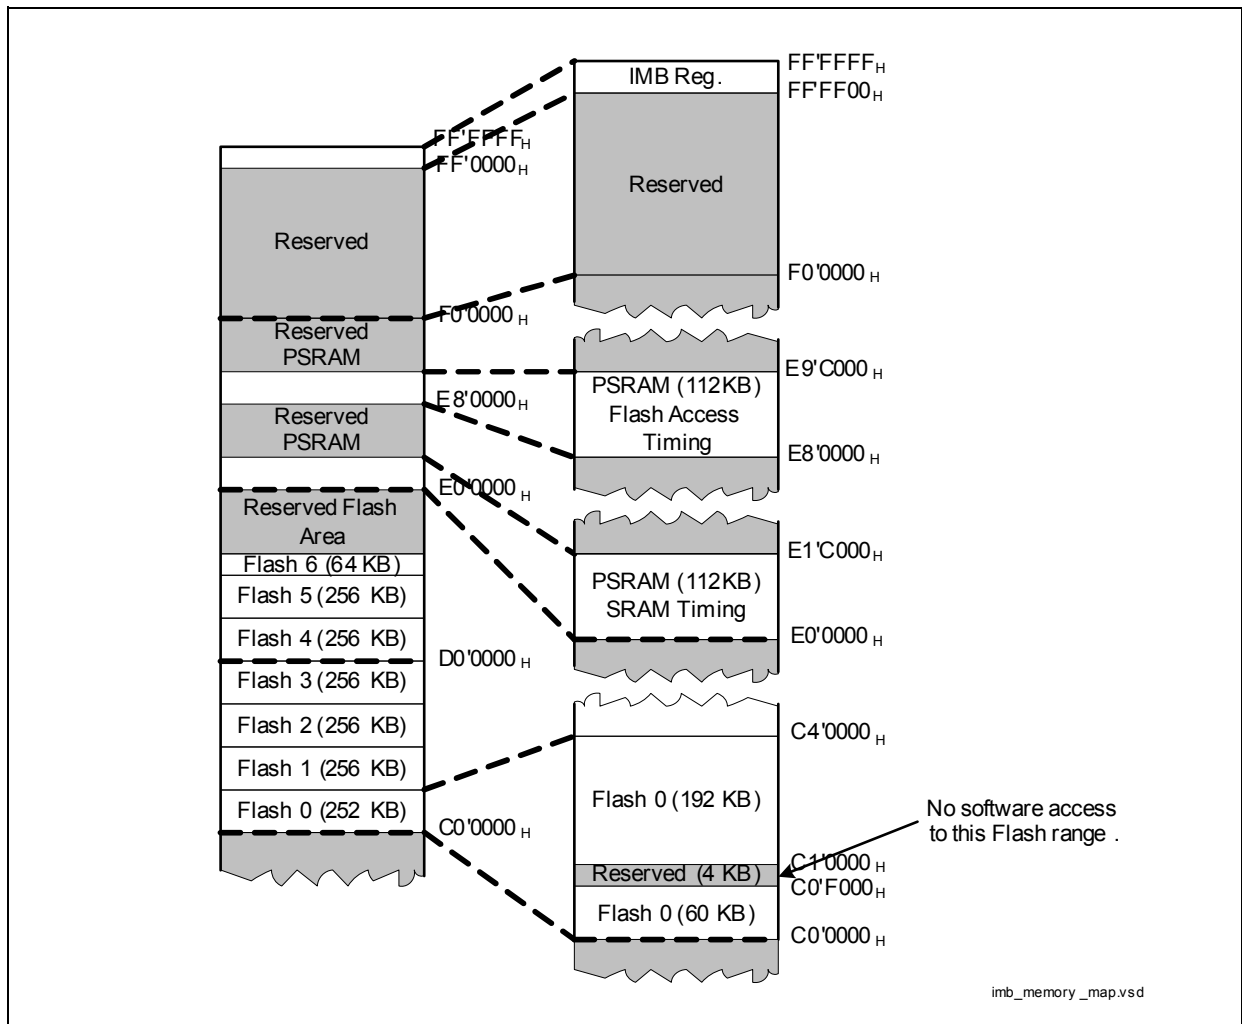 FF'FFFF H
FF'0000 H
Reserved
F0'0000 H
Reserved
PSRAM
E8'0000 H
Reserved
PSRAM
E0'0000 H
Reserved Flash
Area
Flash 6 (64 KB)
Flash 5 (256 KB)
Flash 4 (256 KB)
D0'0000 H
Flash 3 (256 KB)
Flash 2 (256 KB)
Flash 1 (256 KB)
Flash 0 (252 KB)
C0'0000 H
FF'FFFF H
IMB Reg.
FF'FF00 H
Reserved
F0'0000 H
E9'C000 H
PSRAM (112KB)
Flash Access
Timing
E8'0000 H
E1'C000 H
PSRAM (112KB)
SRAM Timing
E0'0000 H
C4'0000 H
Flash 0 (192 KB)
C1'0000 H
Reserved (4 KB)
C0'F000 H
Flash 0 (60 KB)
C0'0000 H
No software access
to this Flash range .
imb_memory _map.vsd